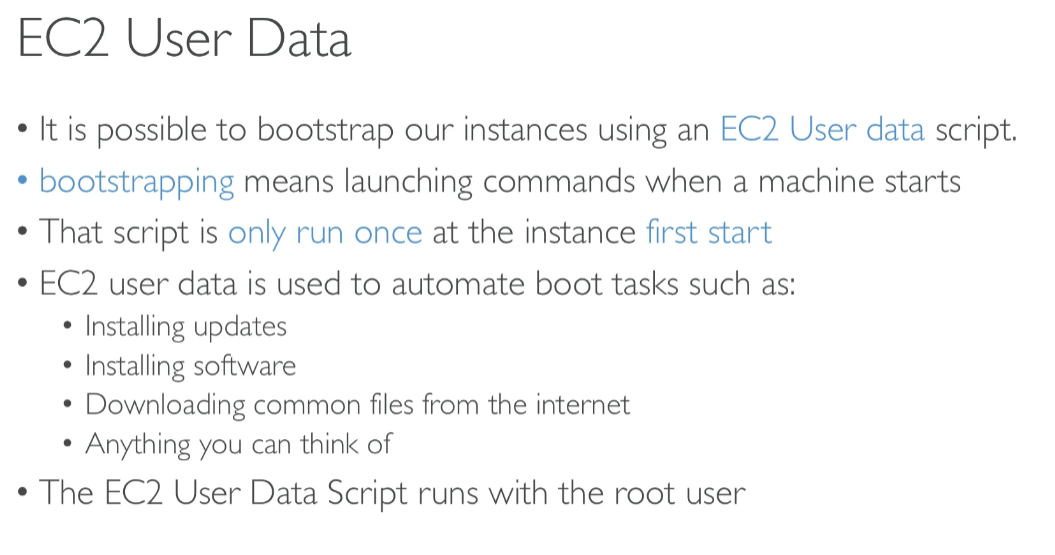 EC2 User Data
• It is possible to bootstrap our instances using an EC2 User data script.
• bootstrapping means launching commands when a machine starts
• That script is only run once at the instance first start
• EC2 user data is used to automate boot tasks such as:
• Installing updates
• Installing software
• Downloading common files from the internet
• Anything you can think of
• The EC2 User Data Script runs with the root user